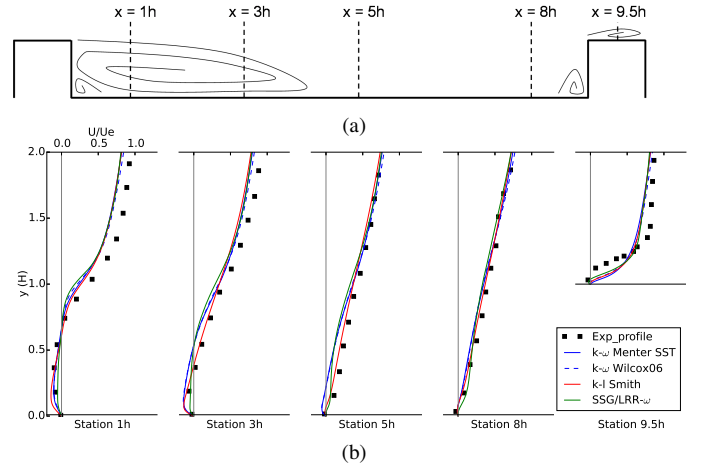 x = 1h x = 3h x = 5h x = 8h x = 9.5h
(a)
U/Ue
0.0 0.5 1.0
2.0
1.5
1.0
0.5
0.0
y (H)
Exp_profile
k-ω Menter SST
k-ω Wilcox06
k-l Smith
SSG/LRR-ω
Station 1h Station 3h Station 5h Station 8h Station 9.5h
(b)